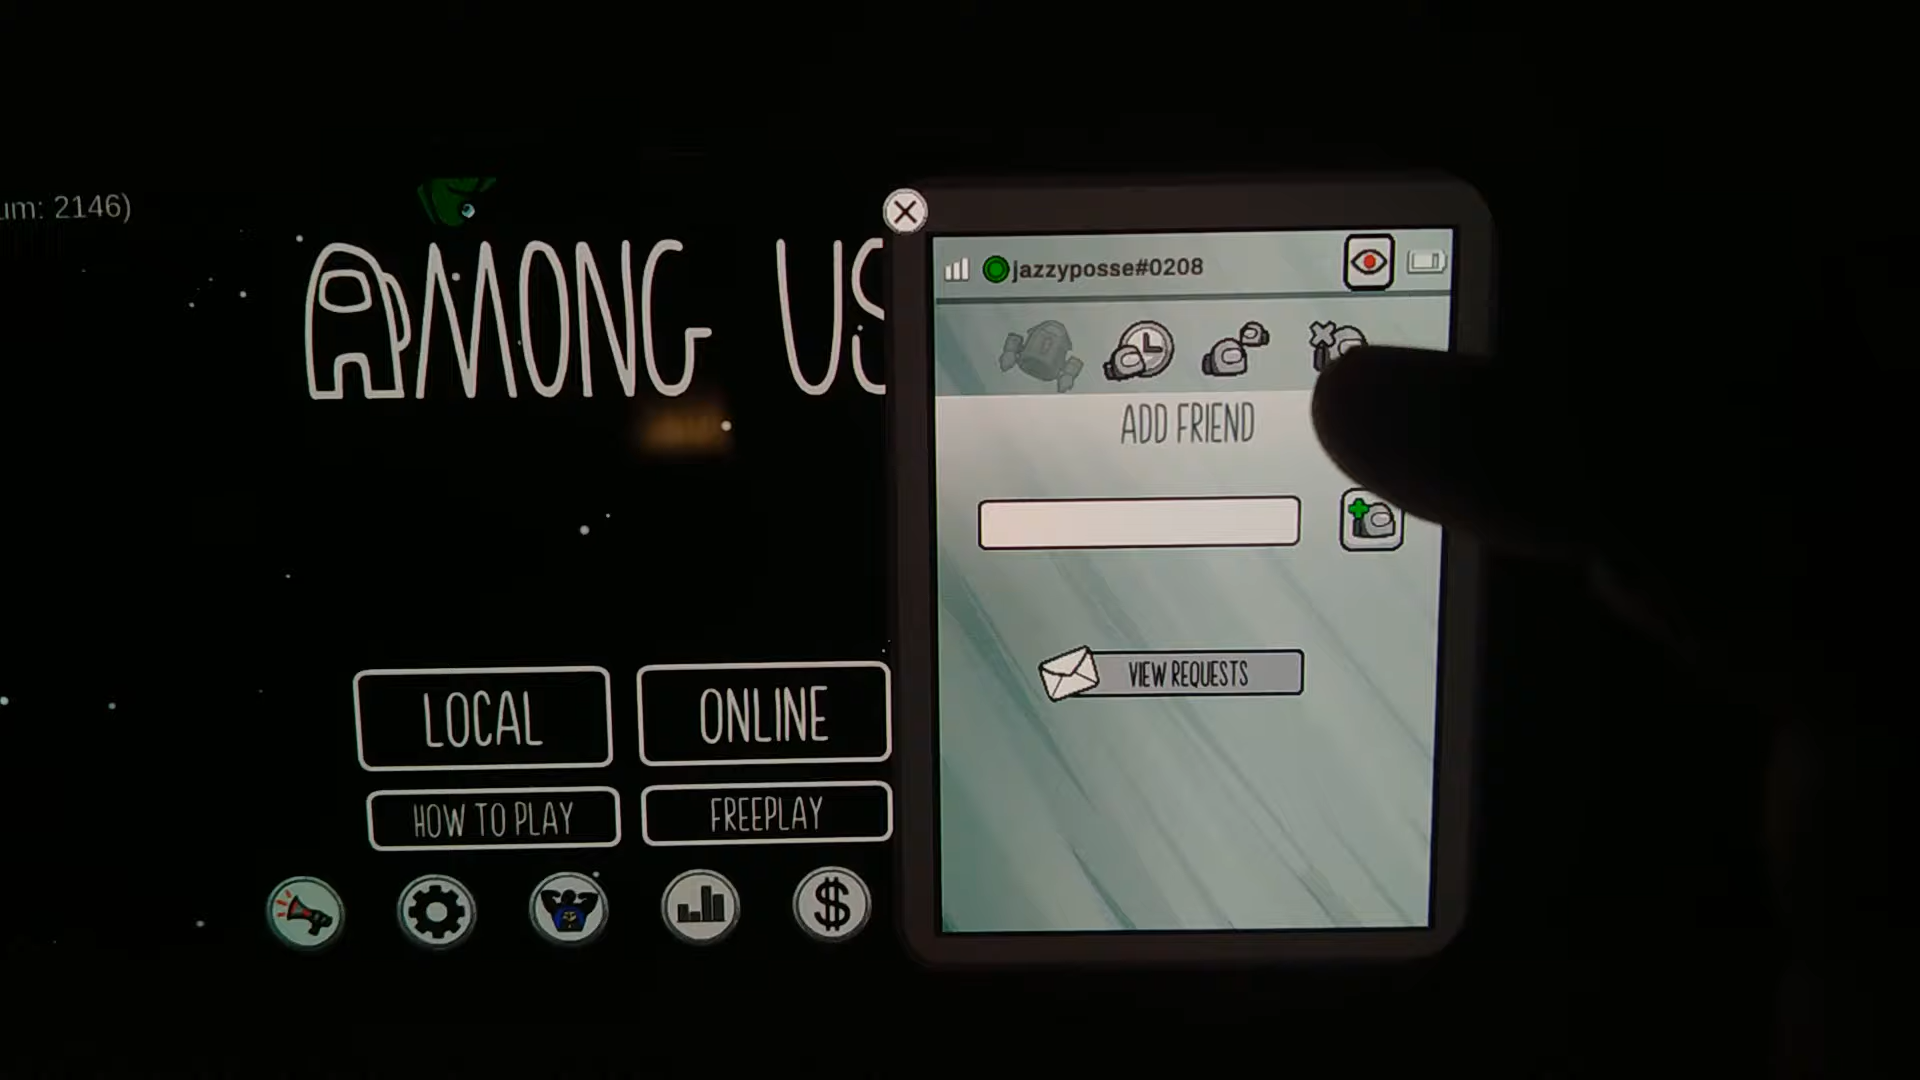 um: 2146)
AMONG US
jazzyposse#0208
ADD FRIEND
VIEW REQUESTS
LOCAL
ONLINE
HOW TO PLAY
FREEPLAY
$